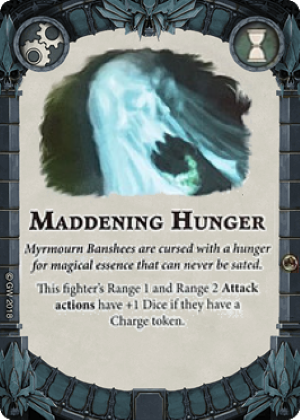 MADDENING HUNGER
Myrmourn Banshees are cursed with a hunger
for magical essence that can never be sated.
This fighter's Range 1 and Range 2 Attack
actions have +1 Dice if they have a
Charge token.
© GW 2018